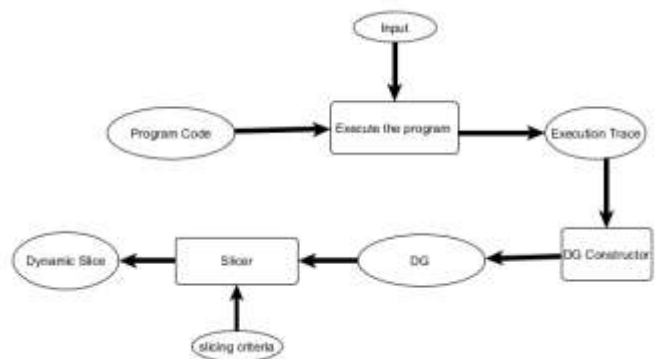 Input
Program Code
Execute the program
Execution Trace
Dynamic Slice
Slicer
DG
DG Constructor
slicing criteria